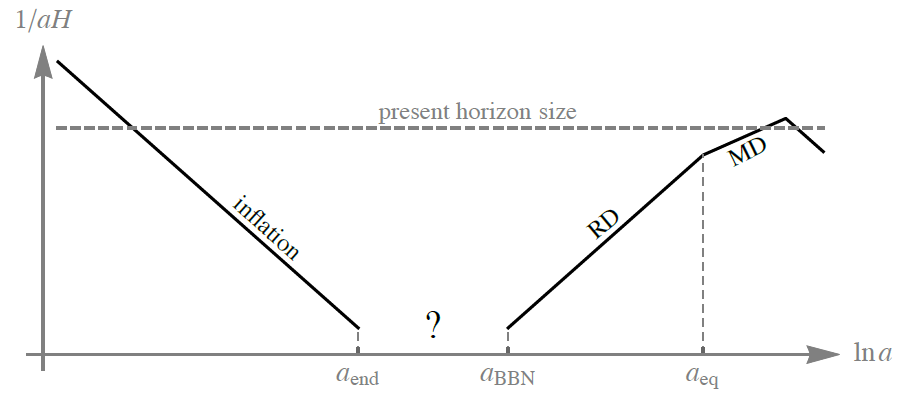 1/aH
present horizon size
inflation
RD
MD
?
ln a
a_end
a_BBN
a_eq